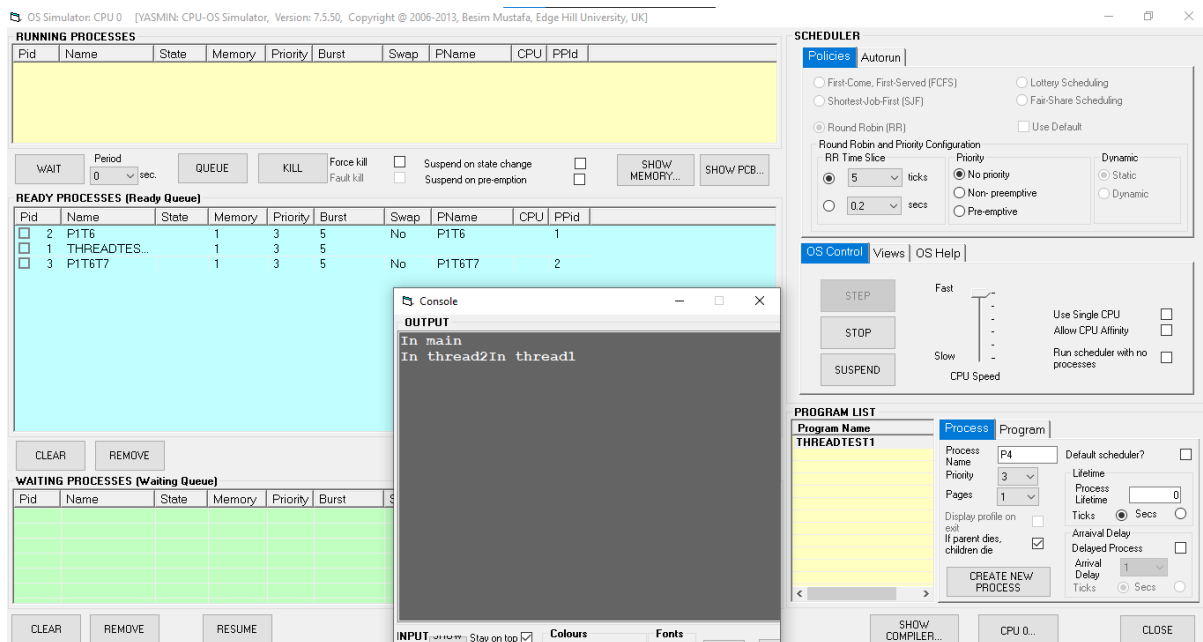 OS Simulator: CPU 0 [YASMIN: CPU-OS Simulator, Version: 7.5.50, Copyright @ 2006-2013, Besim Mustafa, Edge Hill University, UK]
RUNNING PROCESSES
Pid Name State Memory Priority Burst Swap PName CPU PPId
WAIT
Period
0 sec.
QUEUE
KILL
Force kill
Fault kill
Suspend on state change
Suspend on pre-emption
SHOW MEMORY...
SHOW PCB...
READY PROCESSES (Ready Queue)
Pid Name State Memory Priority Burst Swap PName CPU PPId
2 P1T6 1 3 5 No P1T6 1
1 THREADTES... 1 3 5
3 P1T6T7 1 3 5 No P1T6T7 2
CLEAR
REMOVE
WAITING PROCESSES (Waiting Queue)
Pid Name State Memory Priority Burst
CLEAR
REMOVE
RESUME
Console
OUTPUT
In main
In thread2In thread1
INPUT
Stay on top
Colours
Fonts
SCHEDULER
Policies Autorun
First-Come, First-Served (FCFS)
Lottery Scheduling
Shortest-Job-First (SJF)
Fair-Share Scheduling
Round Robin (RR)
Use Default
Round Robin and Priority Configuration
RR Time Slice
5 ticks
0.2 secs
Priority
No priority
Non- preemptive
Pre-emptive
Dynamic
Static
Dynamic
OS Control Views OS Help
STEP
STOP
SUSPEND
Fast
Slow
CPU Speed
Use Single CPU
Allow CPU Affinity
Run scheduler with no
processes
PROGRAM LIST
Program Name
THREADTEST1
Process Program
Process
Name P4
Priority 3
Pages 1
Display profile on
exit
If parent dies,
children die
CREATE NEW
PROCESS
Default scheduler?
Lifetime
Process
Lifetime 0
Ticks Secs
Arraival Delay
Delayed Process
Arrival
Delay 1
Ticks Secs
SHOW
COMPILER...
CPU 0...
CLOSE